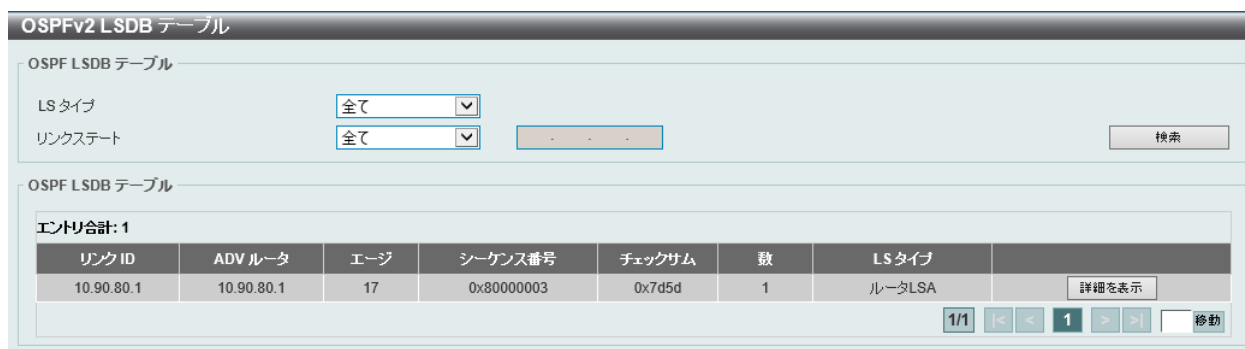 OSPFv2 LSDB テーブル
OSPF LSDB テーブル
LS タイプ 全て
リンクステート 全て . . . 検索
OSPF LSDB テーブル
エントリ合計: 1
リンク ID ADV ルータ エージ シーケンス番号 チェックサム 数 LS タイプ
10.90.80.1 10.90.80.1 17 0x80000003 0x7d5d 1 ルータLSA 詳細を表示
1/1 |< < 1 > >| 移動